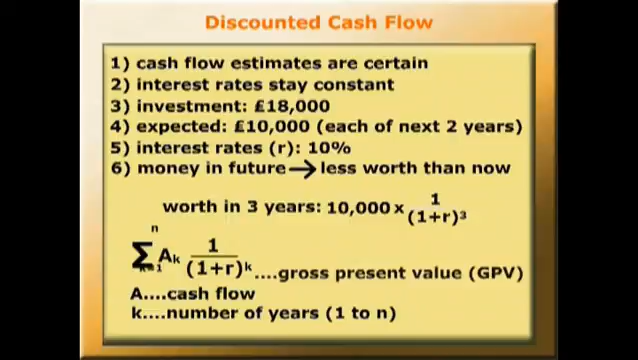 Discounted Cash Flow
1) cash flow estimates are certain
2) interest rates stay constant
3) investment: £18,000
4) expected: £10,000 (each of next 2 years)
5) interest rates (r): 10%
6) money in future → less worth than now
worth in 3 years: 10,000 x 1/(1+r)³
n
∑ Ak 1/(1+r)^k ....gross present value (GPV)
k=1
A....cash flow
k....number of years (1 to n)